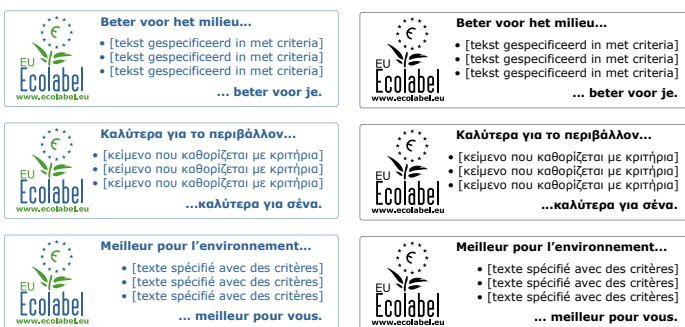 Beter voor het milieu...
• [tekst gespecificeerd in met criteria]
• [tekst gespecificeerd in met criteria]
• [tekst gespecificeerd in met criteria]
... beter voor je.
EU
Ecolabel
www.ecolabel.eu
Beter voor het milieu...
• [tekst gespecificeerd in met criteria]
• [tekst gespecificeerd in met criteria]
• [tekst gespecificeerd in met criteria]
... beter voor je.
EU
Ecolabel
www.ecolabel.eu
Καλύτερα για το περιβάλλον...
• [κείμενο που καθορίζεται με κριτήρια]
• [κείμενο που καθορίζεται με κριτήρια]
• [κείμενο που καθορίζεται με κριτήρια]
...καλύτερα για σένα.
EU
Ecolabel
www.ecolabel.eu
Καλύτερα για το περιβάλλον...
• [κείμενο που καθορίζεται με κριτήρια]
• [κείμενο που καθορίζεται με κριτήρια]
• [κείμενο που καθορίζεται με κριτήρια]
...καλύτερα για σένα.
EU
Ecolabel
www.ecolabel.eu
Meilleur pour l'environnement...
• [texte spécifié avec des critères]
• [texte spécifié avec des critères]
• [texte spécifié avec des critères]
... meilleur pour vous.
EU
Ecolabel
www.ecolabel.eu
Meilleur pour l'environnement...
• [texte spécifié avec des critères]
• [texte spécifié avec des critères]
• [texte spécifié avec des critères]
... meilleur pour vous.
EU
Ecolabel
www.ecolabel.eu